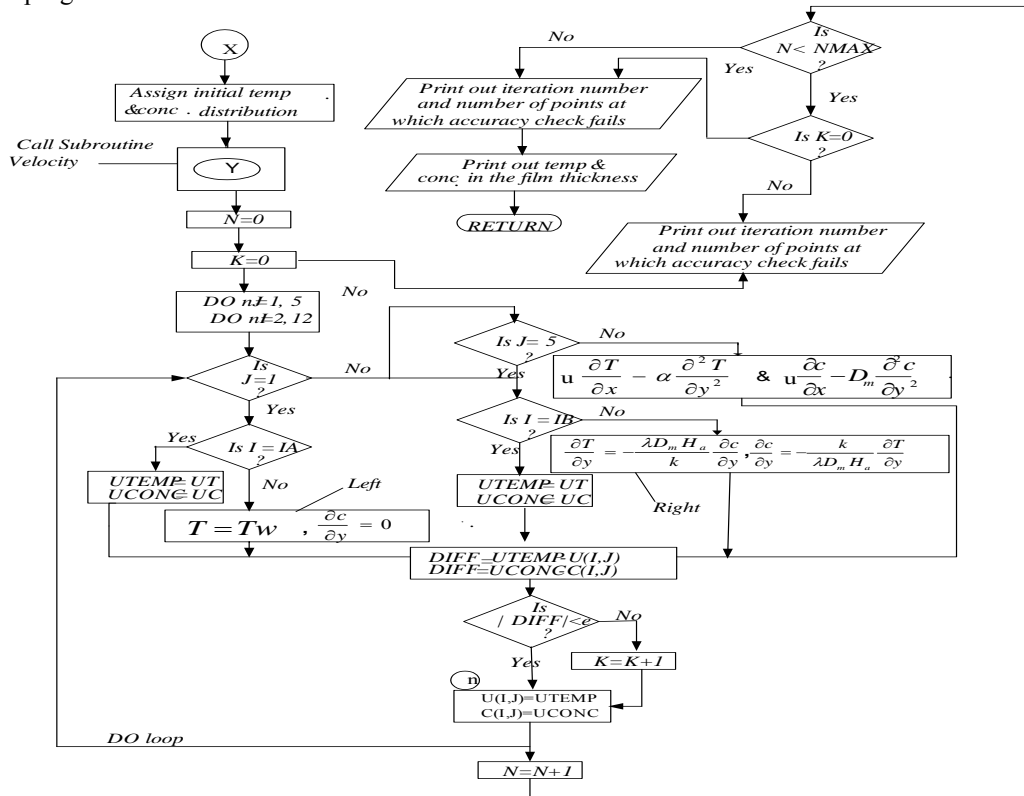 X
Assign initial temp
&conc . distribution
Call Subroutine
Velocity
Y
N=0
K=0
DO nJ=1, 5
DO nI=2,12
No
Is
J=1
?
No
Yes
Is I = IA
?
Yes
No
UTEMP=UT
UCONC=UC
Left
T = Tw , ∂c/∂y = 0
Is
N< NMAX
?
No
Yes
Yes
Is K=0
?
No
Print out iteration number
and number of points at
which accuracy check fails
Print out temp &
conc. in the film thickness
RETURN
Print out iteration number
and number of points at
which accuracy check fails
Is J= 5
?
No
Yes
u ∂T/∂x − α ∂²T/∂y² & u ∂c/∂x − Dₘ ∂²c/∂y²
Is I = IB
?
No
Yes
∂T/∂y = − λDₘHₐ/k ∂c/∂y , ∂c/∂y = − k/λDₘHₐ ∂T/∂y
UTEMP=UT
UCONC=UC
Right
DIFF=UTEMP-U(I,J)
DIFF=UCONC-C(I,J)
Is
| DIFF|<e
?
No
Yes
K=K+1
n
U(I,J)=UTEMP
C(I,J)=UCONC
DO loop
N=N+1